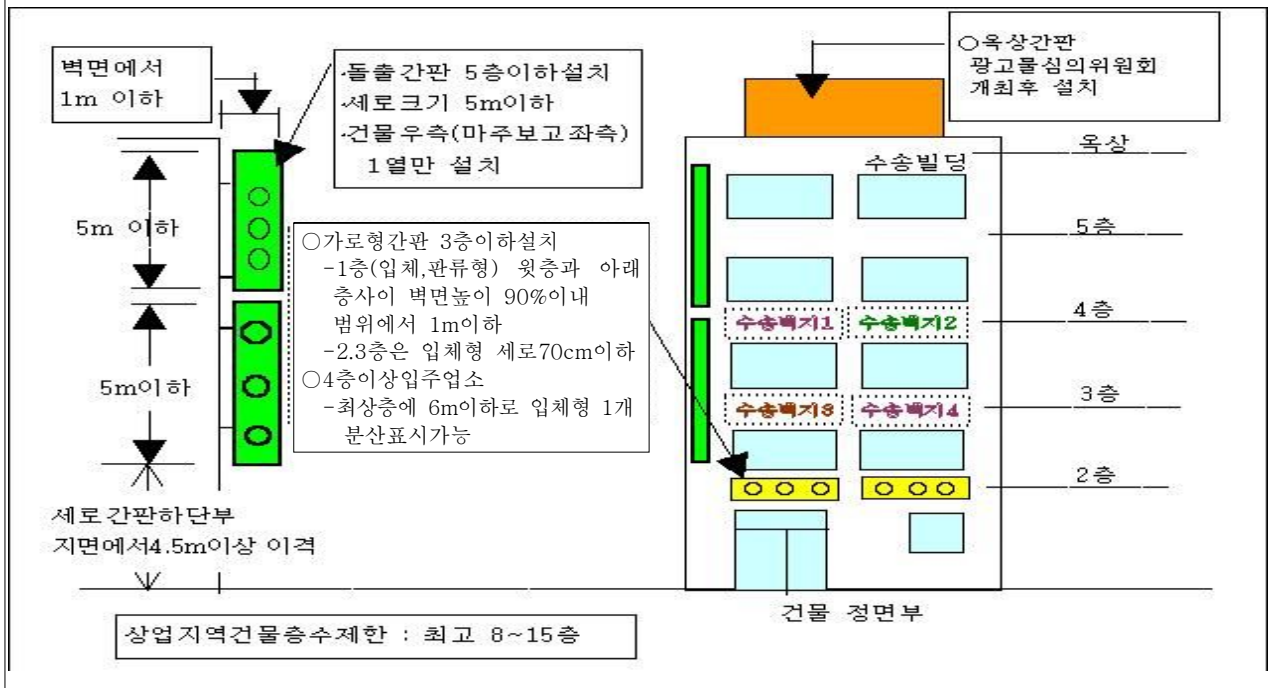 벽면에서
1m 이하
·돌출간판 5층이하설치
·세로크기 5m이하
·건물우측(마주보고좌측)
1열만 설치
○옥상간판
광고물심의위원회
개최후 설치
옥상
수송빌딩
5m 이하
5층
○가로형간판 3층이하설치
-1층(입체,판류형) 윗층과 아래
층사이 벽면높이 90%이내
범위에서 1m이하
-2.3층은 입체형 세로70cm이하
○4층이상입주업소
-최상층에 6m이하로 입체형 1개
분산표시가능
4층
수송벽지1 수송벽지2
5m이하
3층
수송벽지3 수송벽지4
2층
세로간판하단부
지면에서4.5m이상 이격
건물 정면부
상업지역건물층수제한 : 최고 8~15층